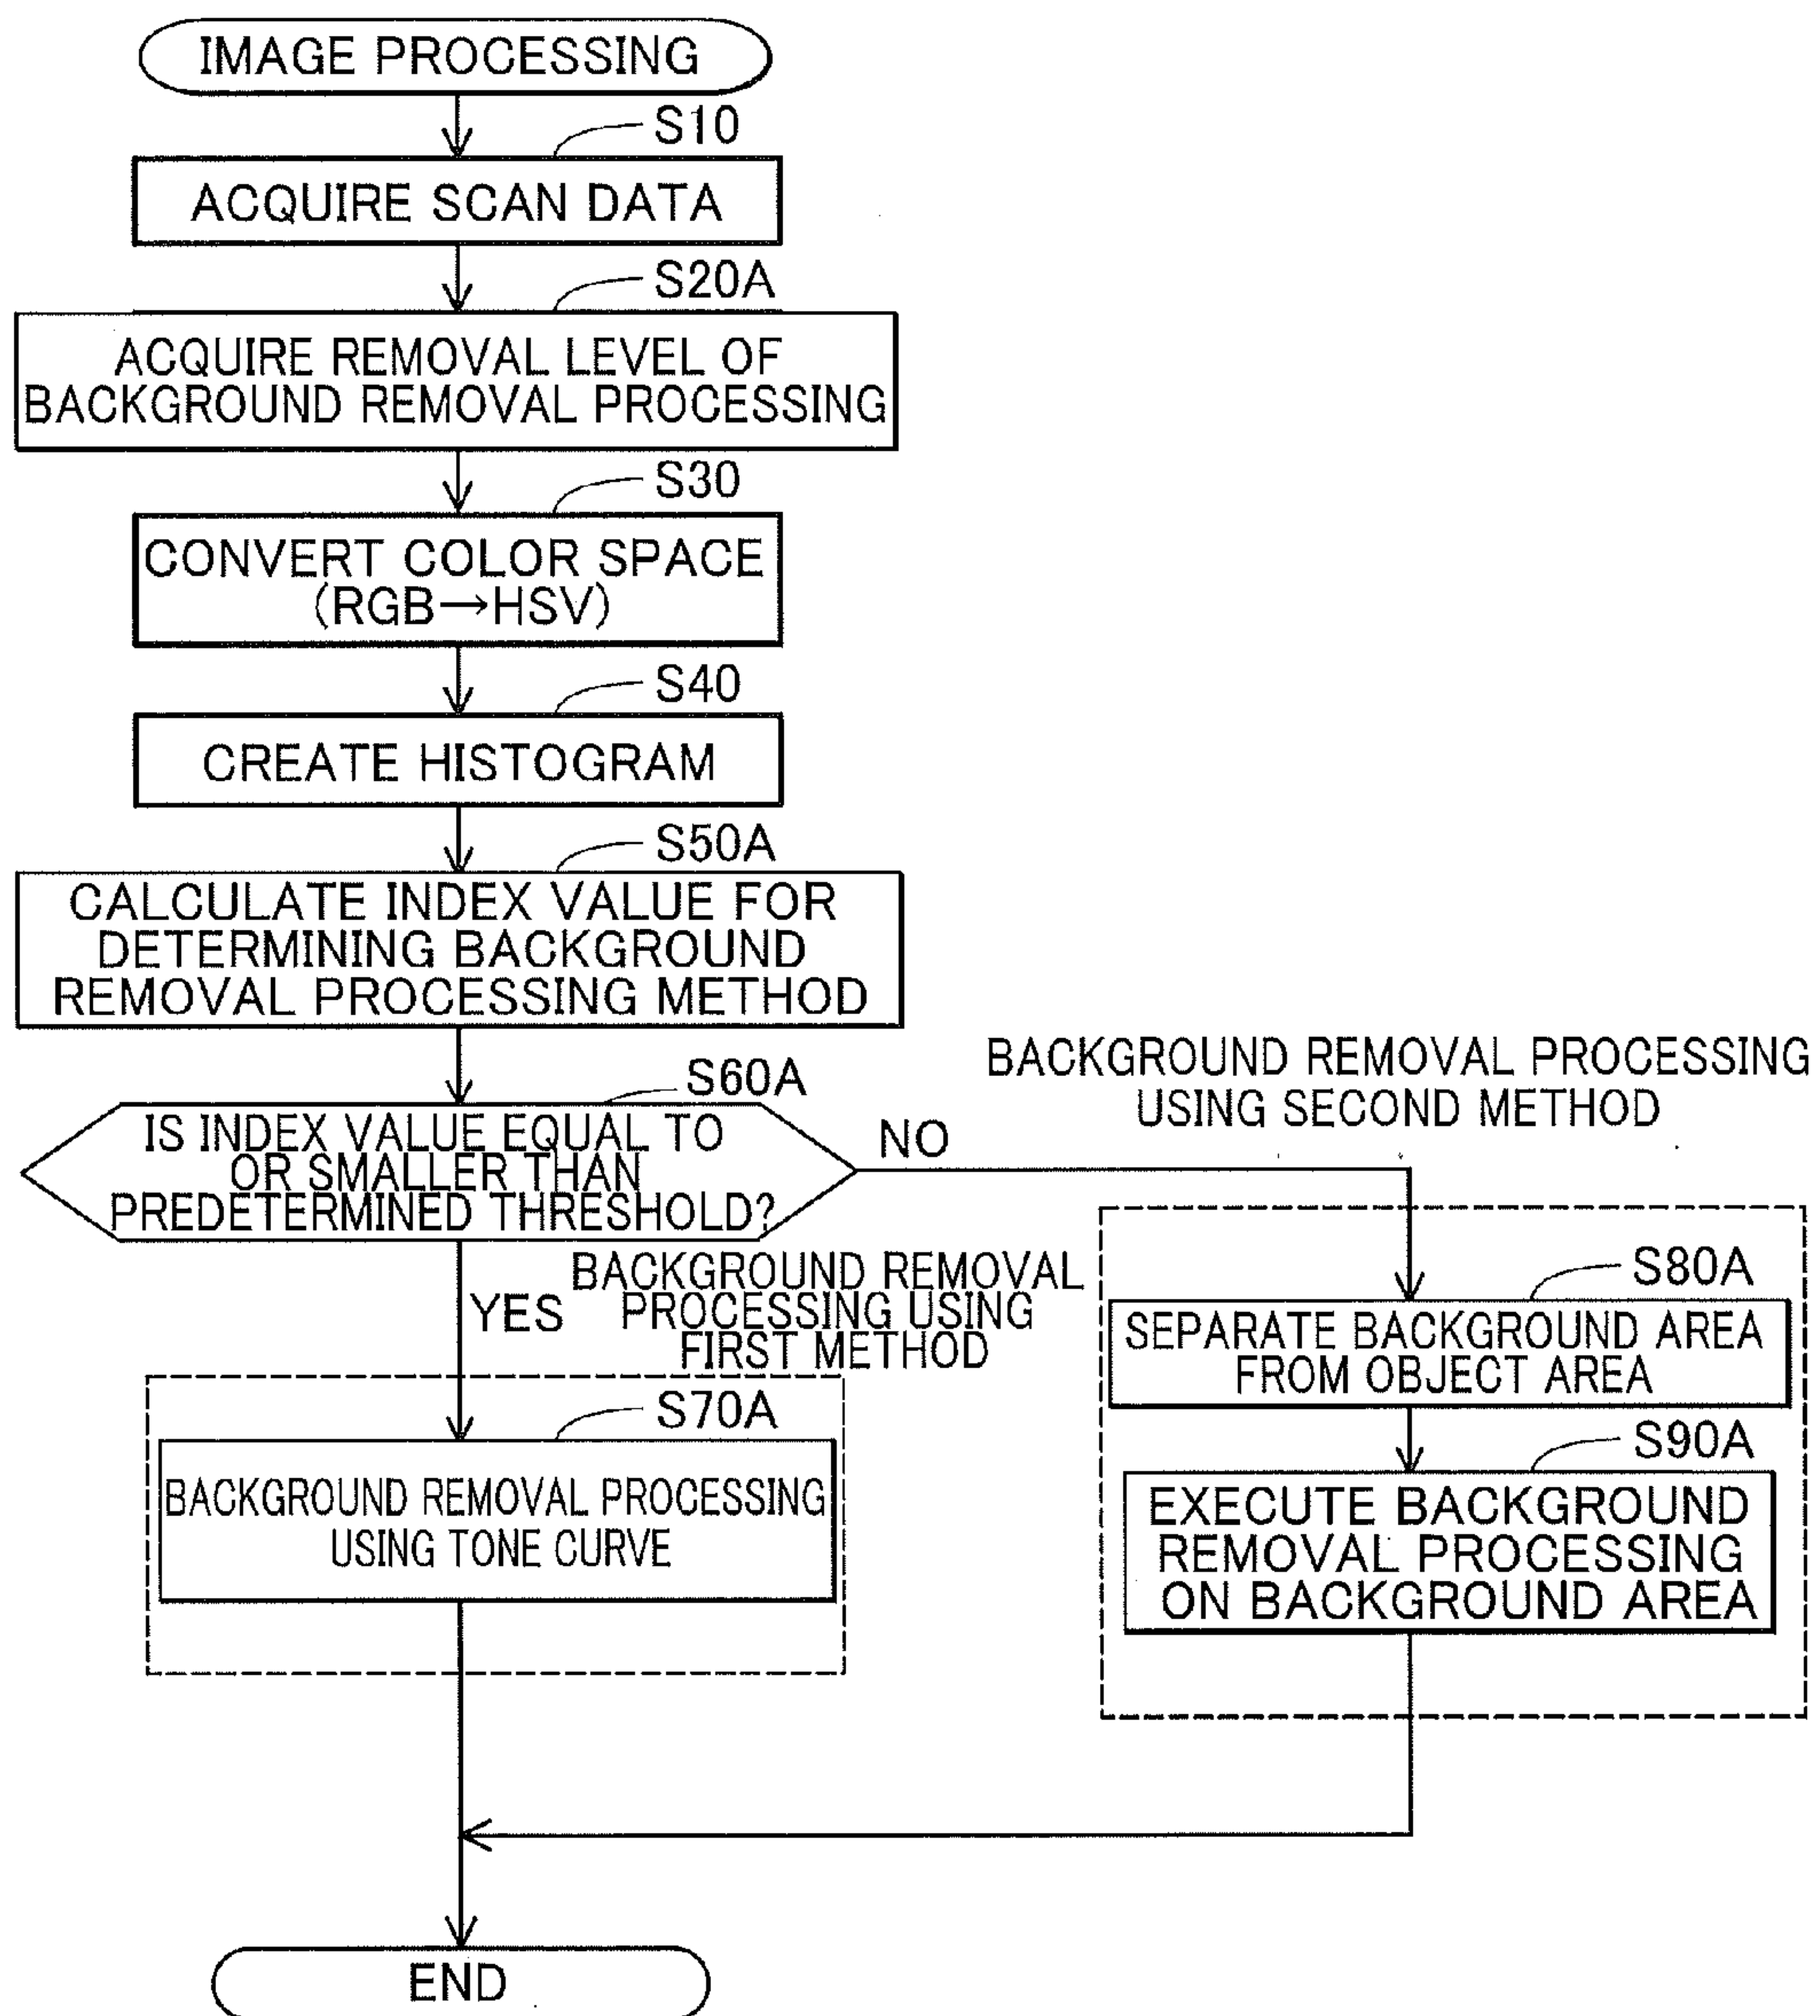 IMAGE PROCESSING
S10
ACQUIRE SCAN DATA
S20A
ACQUIRE REMOVAL LEVEL OF
BACKGROUND REMOVAL PROCESSING
S30
CONVERT COLOR SPACE
(RGB→HSV)
S40
CREATE HISTOGRAM
S50A
CALCULATE INDEX VALUE FOR
DETERMINING BACKGROUND
REMOVAL PROCESSING METHOD
S60A
IS INDEX VALUE EQUAL TO
OR SMALLER THAN
PREDETERMINED THRESHOLD?
NO
BACKGROUND REMOVAL PROCESSING
USING SECOND METHOD
YES
BACKGROUND REMOVAL
PROCESSING USING
FIRST METHOD
S70A
BACKGROUND REMOVAL PROCESSING
USING TONE CURVE
S80A
SEPARATE BACKGROUND AREA
FROM OBJECT AREA
S90A
EXECUTE BACKGROUND
REMOVAL PROCESSING
ON BACKGROUND AREA
END